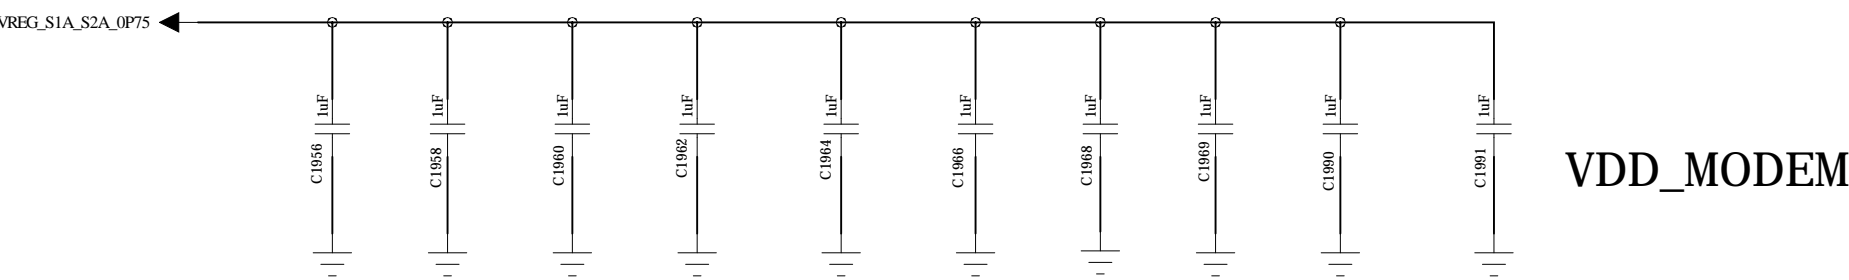 VREG_S1A_S2A_0P75
1uF 1uF 1uF 1uF 1uF 1uF 1uF 1uF 1uF 1uF
C1956 C1958 C1960 C1962 C1964 C1966 C1968 C1969 C1990 C1991
VDD_MODEM